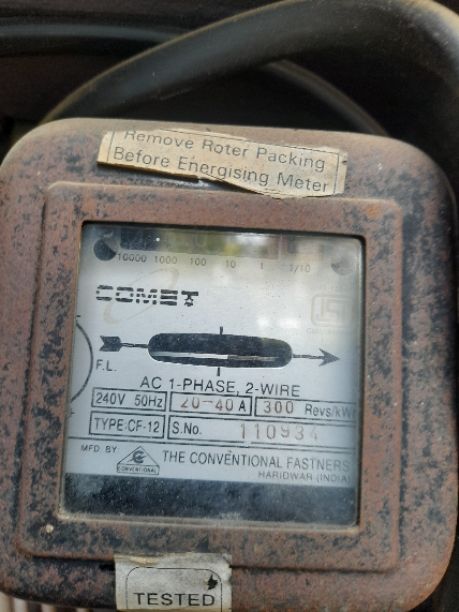 Remove Roter Packing
Before Energising Meter
10000 1000 100 10 1 1/10
COMET
F.L.
AC 1-PHASE, 2-WIRE
240V 50Hz 20-40 A 300 Revs/kWh
TYPE-CF-12 S.No. 110934
MFD. BY CONVENTIONAL THE CONVENTIONAL FASTNERS
HARIDWAR (INDIA)
TESTED